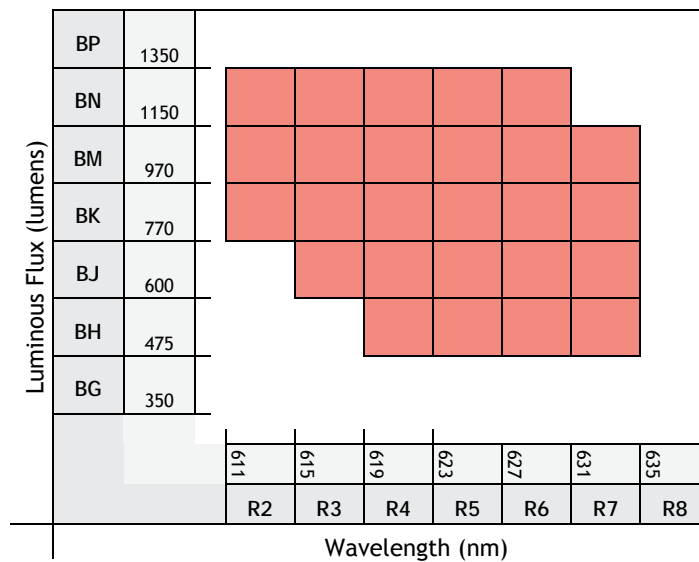 Luminous Flux (lumens)
BP 1350
BN 1150
BM 970
BK 770
BJ 600
BH 475
BG 350
611 615 619 623 627 631 635
R2 R3 R4 R5 R6 R7 R8
Wavelength (nm)